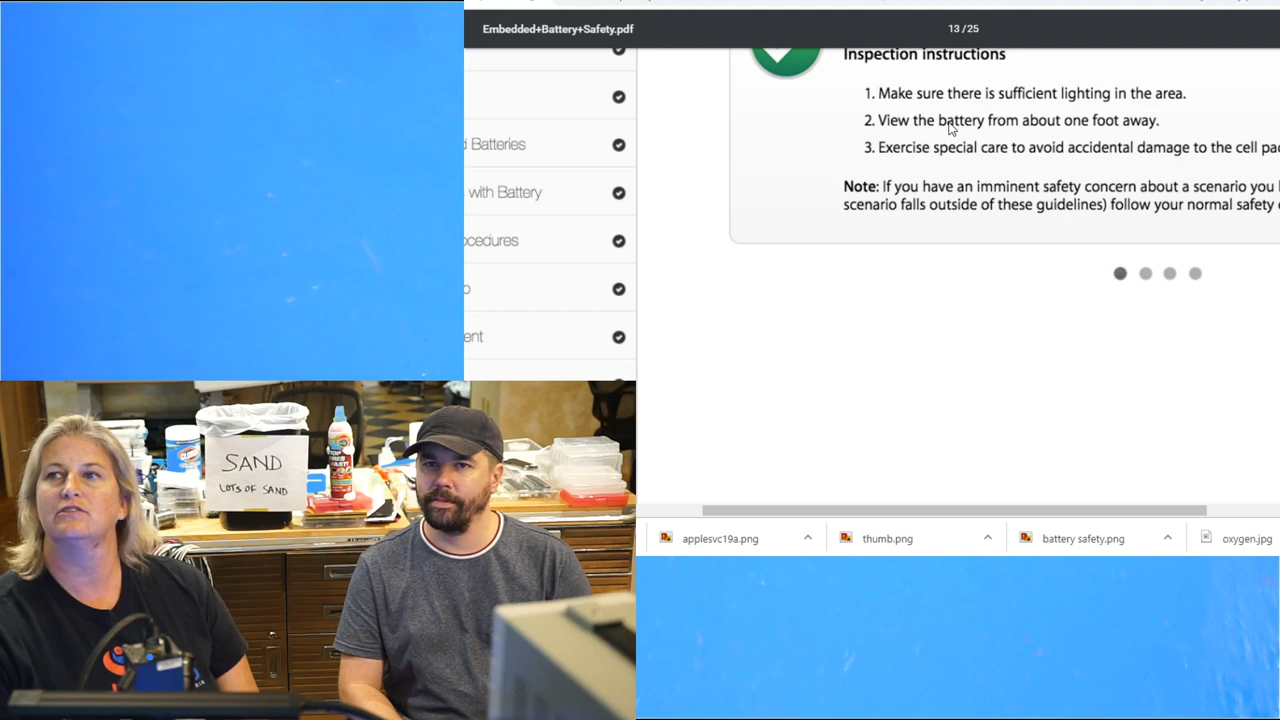 Embedded+Battery+Safety.pdf
13 / 25
d Batteries
with Battery
ocedures
o
ent
Inspection instructions
1. Make sure there is sufficient lighting in the area.
2. View the battery from about one foot away.
3. Exercise special care to avoid accidental damage to the cell pac
Note: If you have an imminent safety concern about a scenario you
scenario falls outside of these guidelines) follow your normal safety
applesvc19a.png
thumb.png
battery safety.png
oxygen.jpg
SAND
LOTS OF SAND